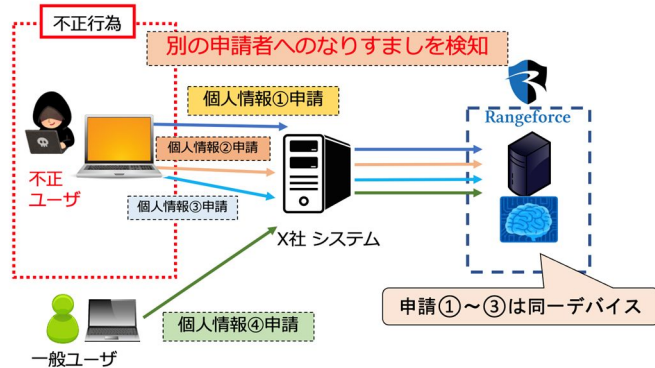 不正行為
別の申請者へのなりすましを検知
個人情報①申請
Rangeforce
個人情報②申請
不正
ユーザ
個人情報③申請
X社 システム
申請①～③は同一デバイス
個人情報④申請
一般ユーザ